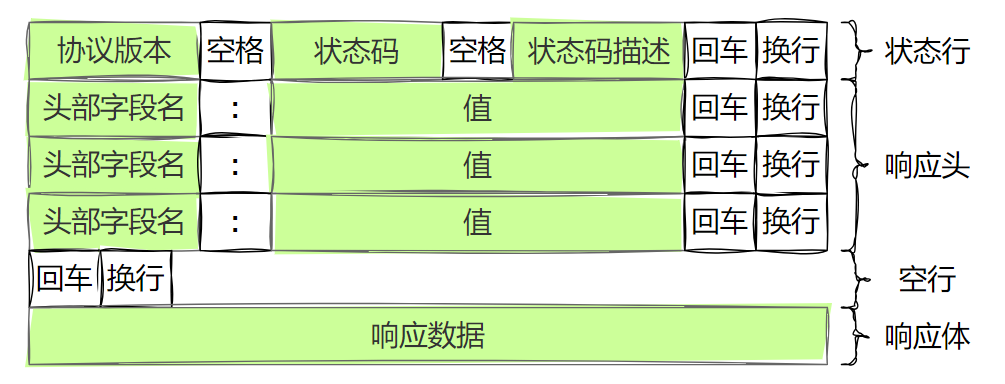 协议版本 空格 状态码 空格 状态码描述 回车 换行 状态行
头部字段名 : 值 回车 换行
头部字段名 : 值 回车 换行 响应头
头部字段名 : 值 回车 换行
回车 换行 空行
响应数据 响应体